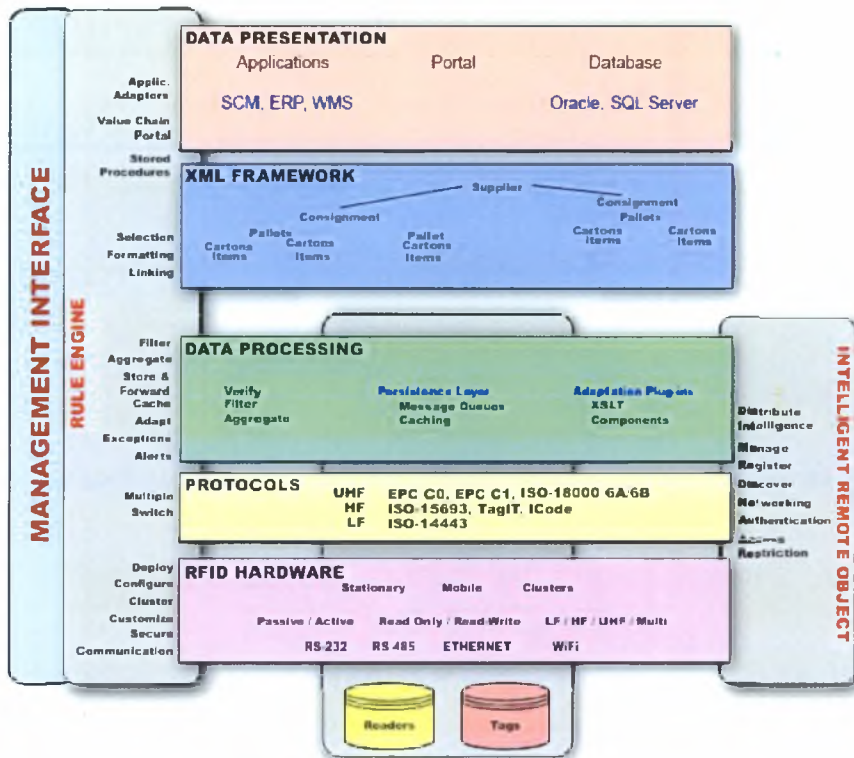 MANAGEMENT INTERFACE
RULE ENGINE
Applic.
Adaptors
Value Chain
Portal
Stored
Procedures
Selection
Formatting
Linking
Filter
Aggregate
Store &
Forward
Cache
Adapt
Exceptions
Alerts
Multiple
Switch
Deploy
Configure
Cluster
Customize
Secure
Communication
DATA PRESENTATION
Applications Portal Database
SCM, ERP, WMS Oracle, SQL Server
XML FRAMEWORK
Supplier
Consignment Consignment
Pallets Pallet Pallets
Cartons Cartons Cartons Cartons Cartons
Items Items Items Items Items
DATA PROCESSING
Verify Persistence Layer Adaptation Plugins
Filter Message Queues XSLT
Aggregate Caching Components
PROTOCOLS
UHF EPC C0, EPC C1, ISO-18000 6A/6B
HF ISO-15693, TagIT, ICode
LF ISO-14443
RFID HARDWARE
Stationary Mobile Clusters
Passive / Active Read Only / Read-Write LF / HF / UHF / Multi
RS-232 RS 485 ETHERNET WiFi
Readers Tags
Distribute
Intelligence
Manage
Register
Discover
Networking
Authentication
Access
Restriction
INTELLIGENT REMOTE OBJECT